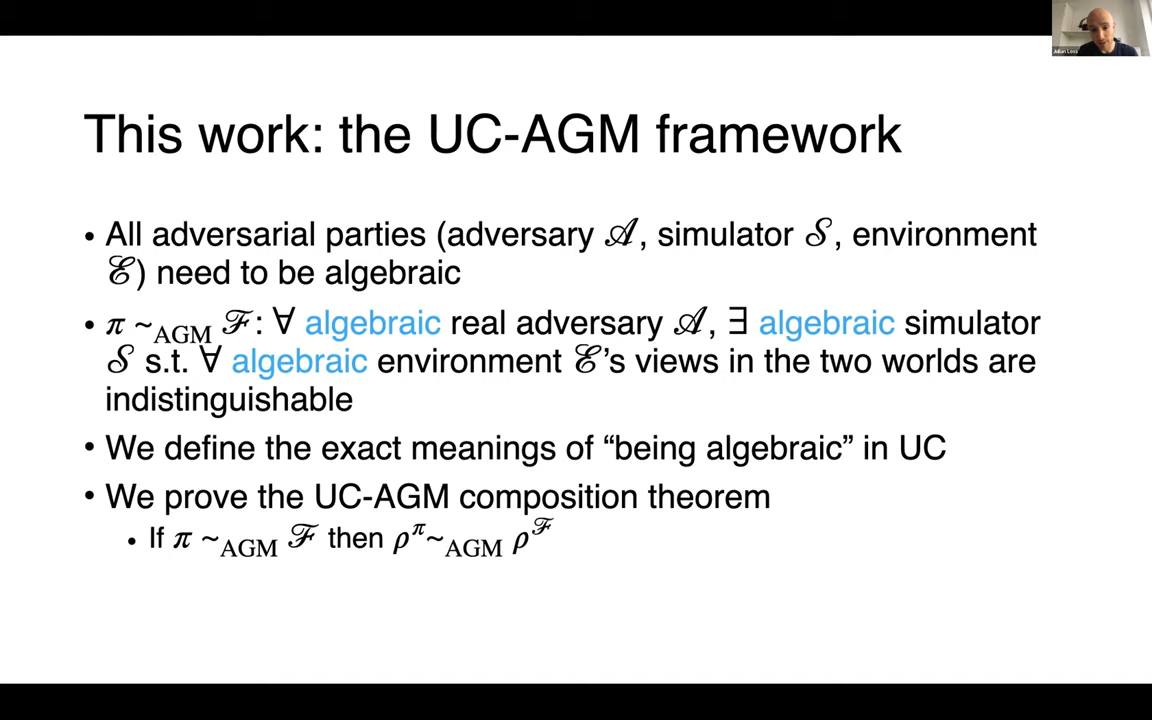 Julian Loss
This work: the UC-AGM framework
• All adversarial parties (adversary 𝒜, simulator 𝒮, environment
ℰ) need to be algebraic
• π ~AGM ℱ: ∀ algebraic real adversary 𝒜, ∃ algebraic simulator
𝒮 s.t. ∀ algebraic environment ℰ’s views in the two worlds are
indistinguishable
• We define the exact meanings of “being algebraic” in UC
• We prove the UC-AGM composition theorem
• If π ~AGM ℱ then ρ^π ~AGM ρ^ℱ